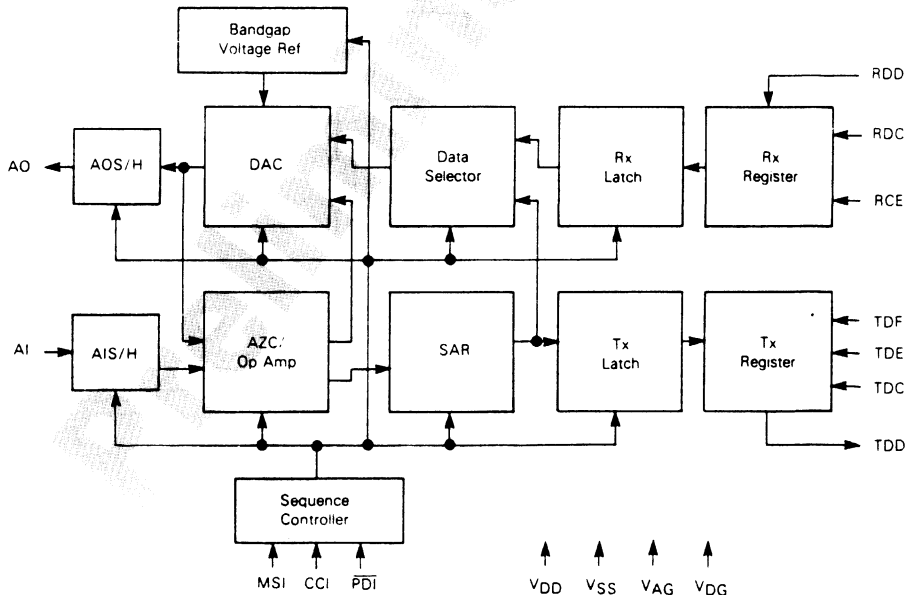 Bandgap
Voltage Ref
RDD
AO
AOS/H
DAC
Data
Selector
Rx
Latch
Rx
Register
RDC
RCE
AI
AIS/H
AZC/
Op Amp
SAR
Tx
Latch
Tx
Register
TDF
TDE
TDC
TDD
Sequence
Controller
MSI CCI PDI
VDD VSS VAG VDG
Preliminary